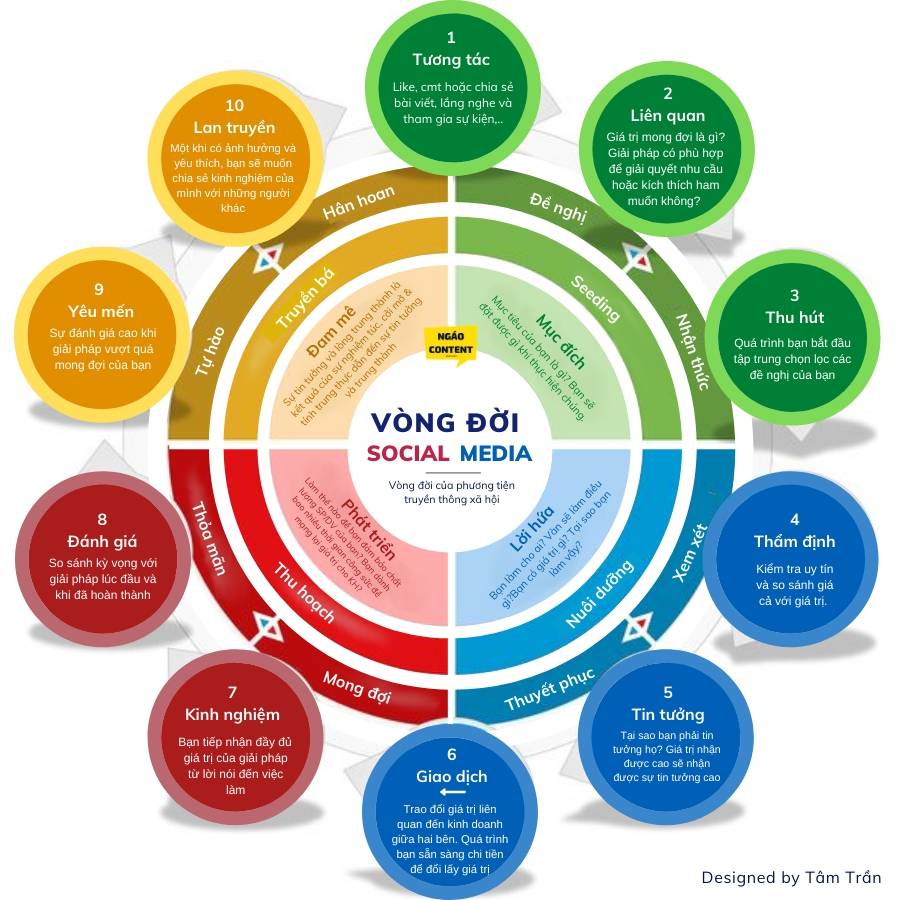 1
Tương tác
Like, cmt hoặc chia sẻ
bài viết, lắng nghe và
tham gia sự kiện,..
2
Liên quan
Giá trị mong đợi là gì?
Giải pháp có phù hợp
để giải quyết nhu cầu
hoặc kích thích ham
muốn không?
3
Thu hút
Quá trình bạn bắt đầu
tập trung chọn lọc các
đề nghị của bạn
4
Thẩm định
Kiểm tra uy tín
và so sánh giá
cả với giá trị.
5
Tin tưởng
Tại sao bạn phải tin
tưởng họ? Giá trị nhận
được cao sẽ nhận
được sự tin tưởng cao
6
Giao dịch
Trao đổi giá trị liên
quan đến kinh doanh
giữa hai bên. Quá trình
bạn sẵn sàng chi tiền
để đổi lấy giá trị
7
Kinh nghiệm
Bạn tiếp nhận đầy đủ
giá trị của giải pháp
từ lời nói đến việc
làm
8
Đánh giá
So sánh kỳ vọng với
giải pháp lúc đầu và
khi đã hoàn thành
9
Yêu mến
Sự đánh giá cao khi
giải pháp vượt quá
mong đợi của bạn
10
Lan truyền
Một khi có ảnh hưởng và
yêu thích, bạn sẽ muốn
chia sẻ kinh nghiệm của
mình với những người
khác
Hân hoan
Đề nghị
Nhận thức
Xem xét
Thuyết phục
Mong đợi
Thỏa mãn
Tự hào
Truyền bá
Seeding
Nuôi dưỡng
Thu hoạch
Đam mê
Sự tin tưởng và lòng trung thành là
kết quả của sự nghiêm túc, cởi mở &
tính trung thực dẫn đến sự tin tưởng
và trung thành
Mục đích
Mục tiêu của bạn là gì? Bạn sẽ
đạt được gì khi thực hiện chúng.
Lời hứa
Bạn làm cho ai? Vàn sẽ làm điều
gì?Bạn có giá trị gì? Tại sao bạn
làm vậy?
Phát triển
Làm thế nào để bạn đảm bảo chất
lượng SP/DV của bạn? Bạn dành
bao nhiêu thời gian công sức để
mang lại giá trị cho KH?
NGÁO
CONTENT
VÒNG ĐỜI
SOCIAL MEDIA
Vòng đời của phương tiện
truyền thông xã hội
Designed by Tâm Trần